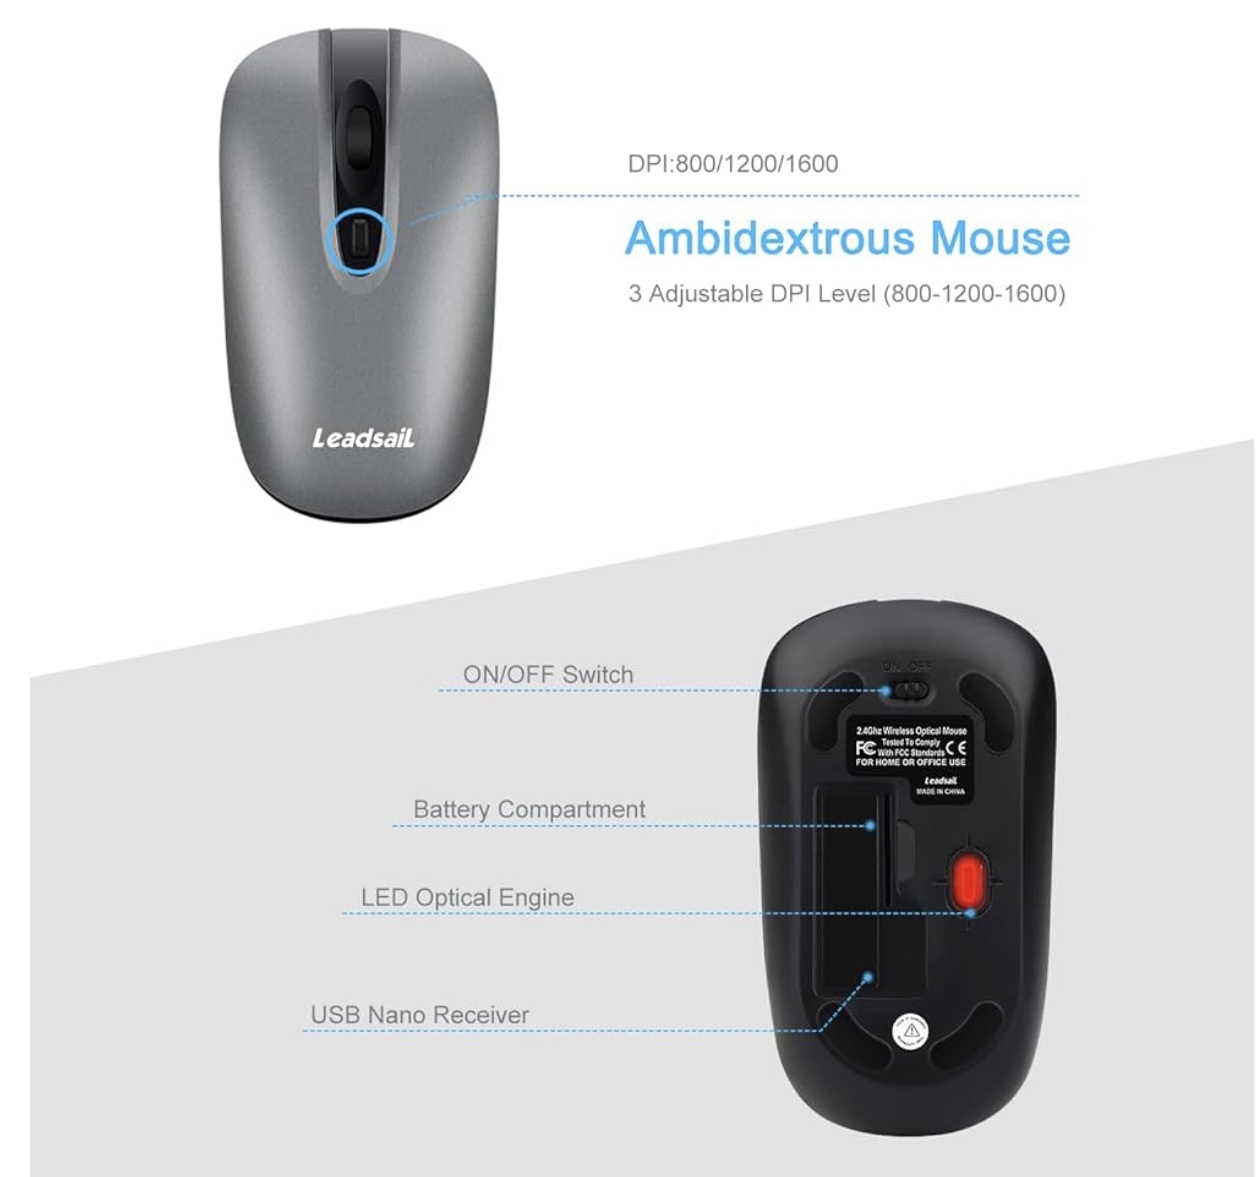 DPI:800/1200/1600
Ambidextrous Mouse
3 Adjustable DPI Level (800-1200-1600)
LeadsaiL
ON/OFF Switch
ON OFF
2.4Ghz Wireless Optical Mouse
Tested To Comply
FC With FCC Standards CE
FOR HOME OR OFFICE USE
LeadsaiL
MADE IN CHINA
Battery Compartment
LED Optical Engine
USB Nano Receiver